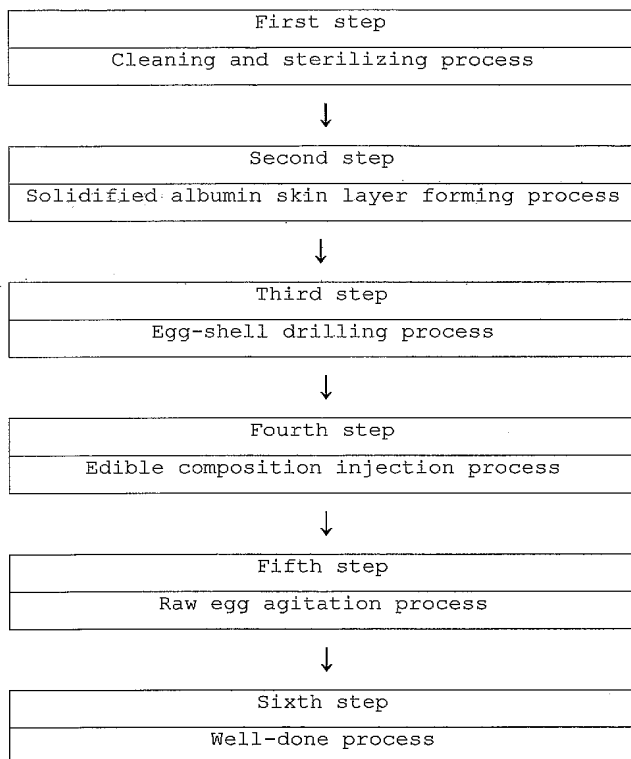 First step
Cleaning and sterilizing process
↓
Second step
Solidified albumin skin layer forming process
↓
Third step
Egg-shell drilling process
↓
Fourth step
Edible composition injection process
↓
Fifth step
Raw egg agitation process
↓
Sixth step
Well-done process